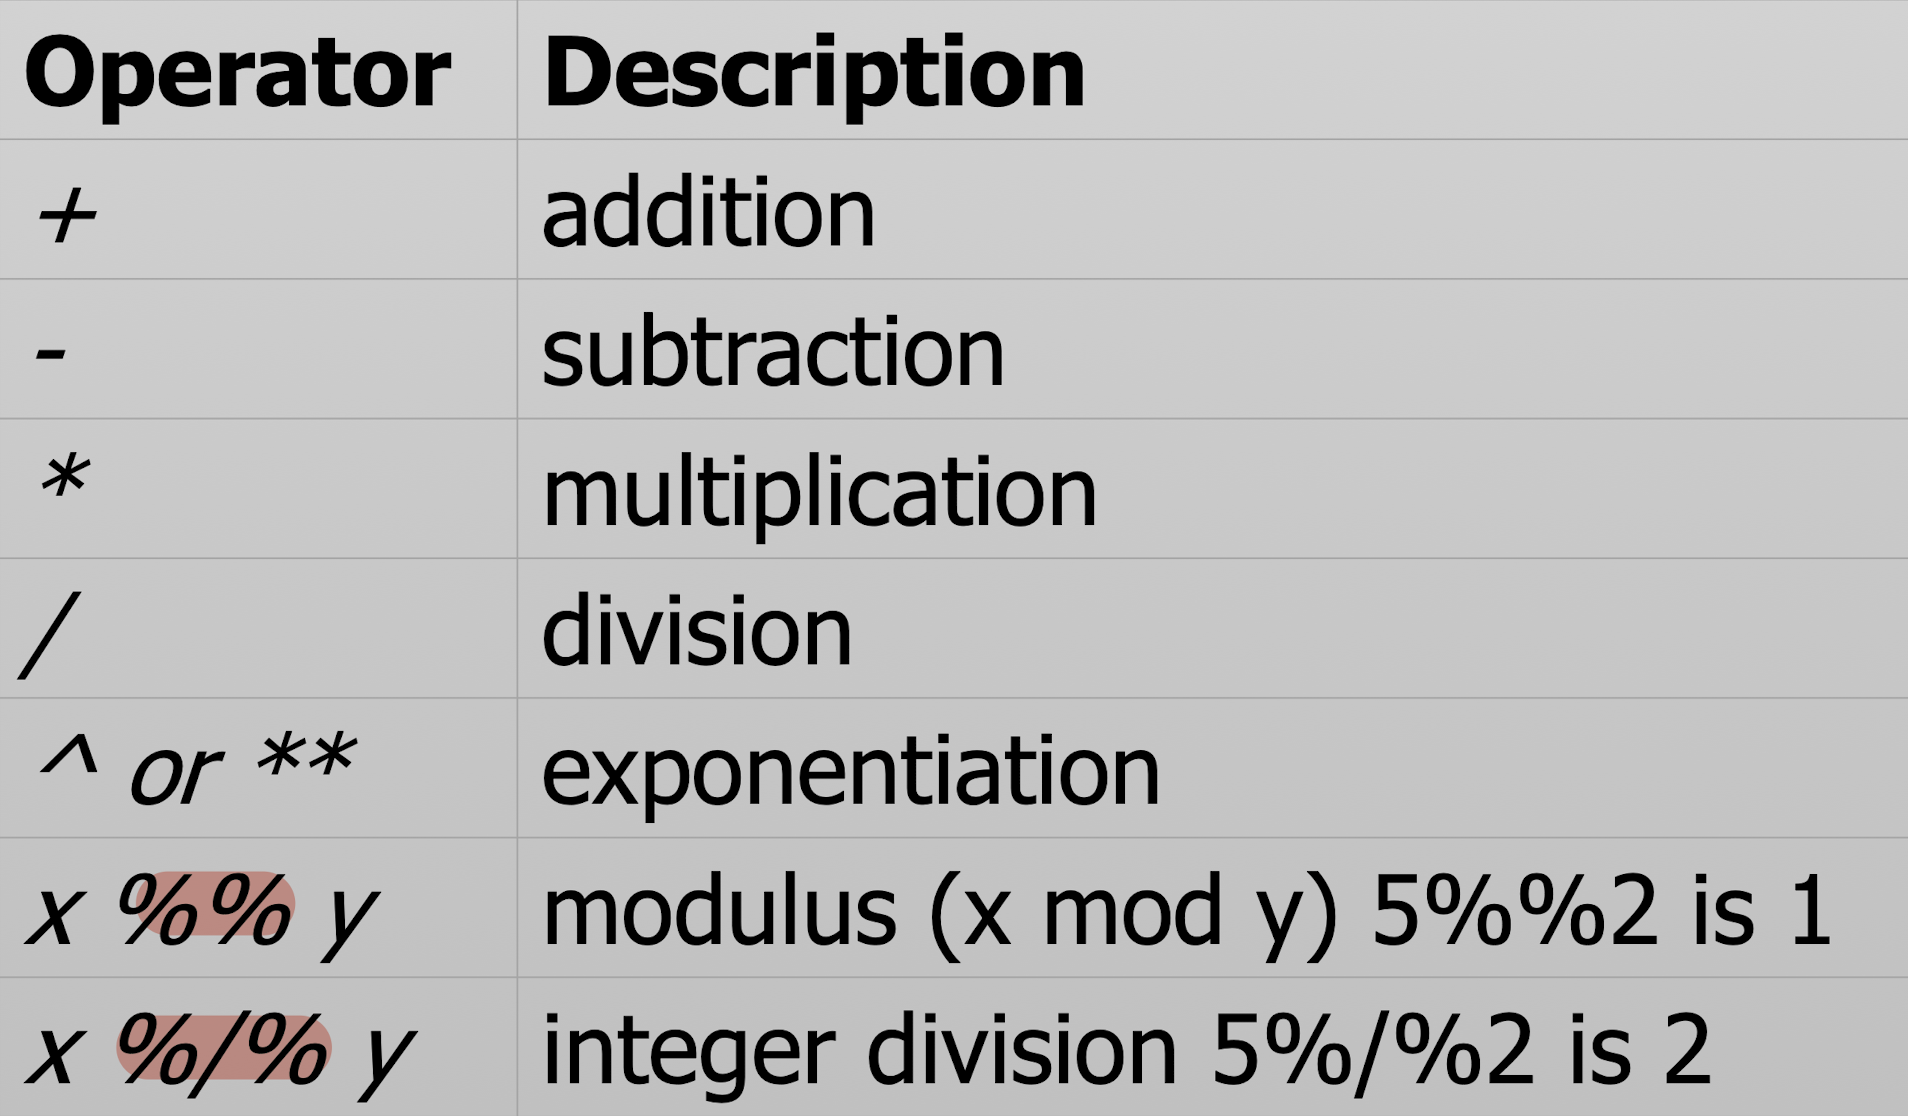 Operator Description
+ addition
- subtraction
* multiplication
/ division
^ or ** exponentiation
x %% y modulus (x mod y) 5%%2 is 1
x %/% y integer division 5%/%2 is 2